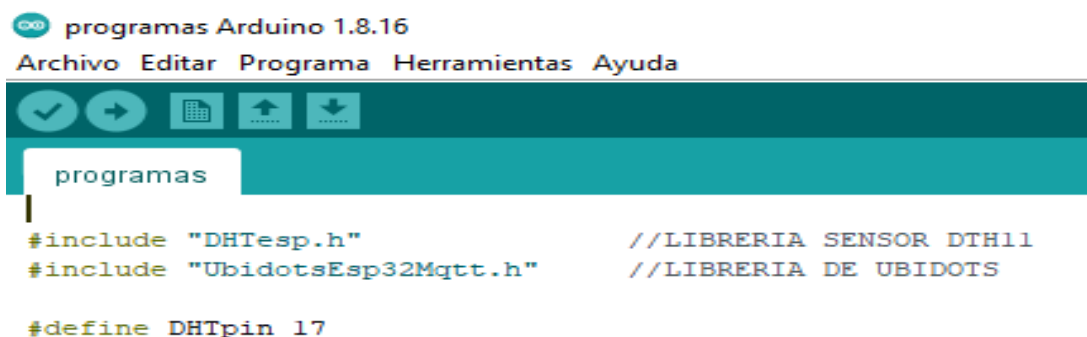 programas Arduino 1.8.16
Archivo Editar Programa Herramientas Ayuda
programas
#include "DHTesp.h" //LIBRERIA SENSOR DTH11
#include "UbidotsEsp32Mqtt.h" //LIBRERIA DE UBIDOTS
#define DHTpin 17